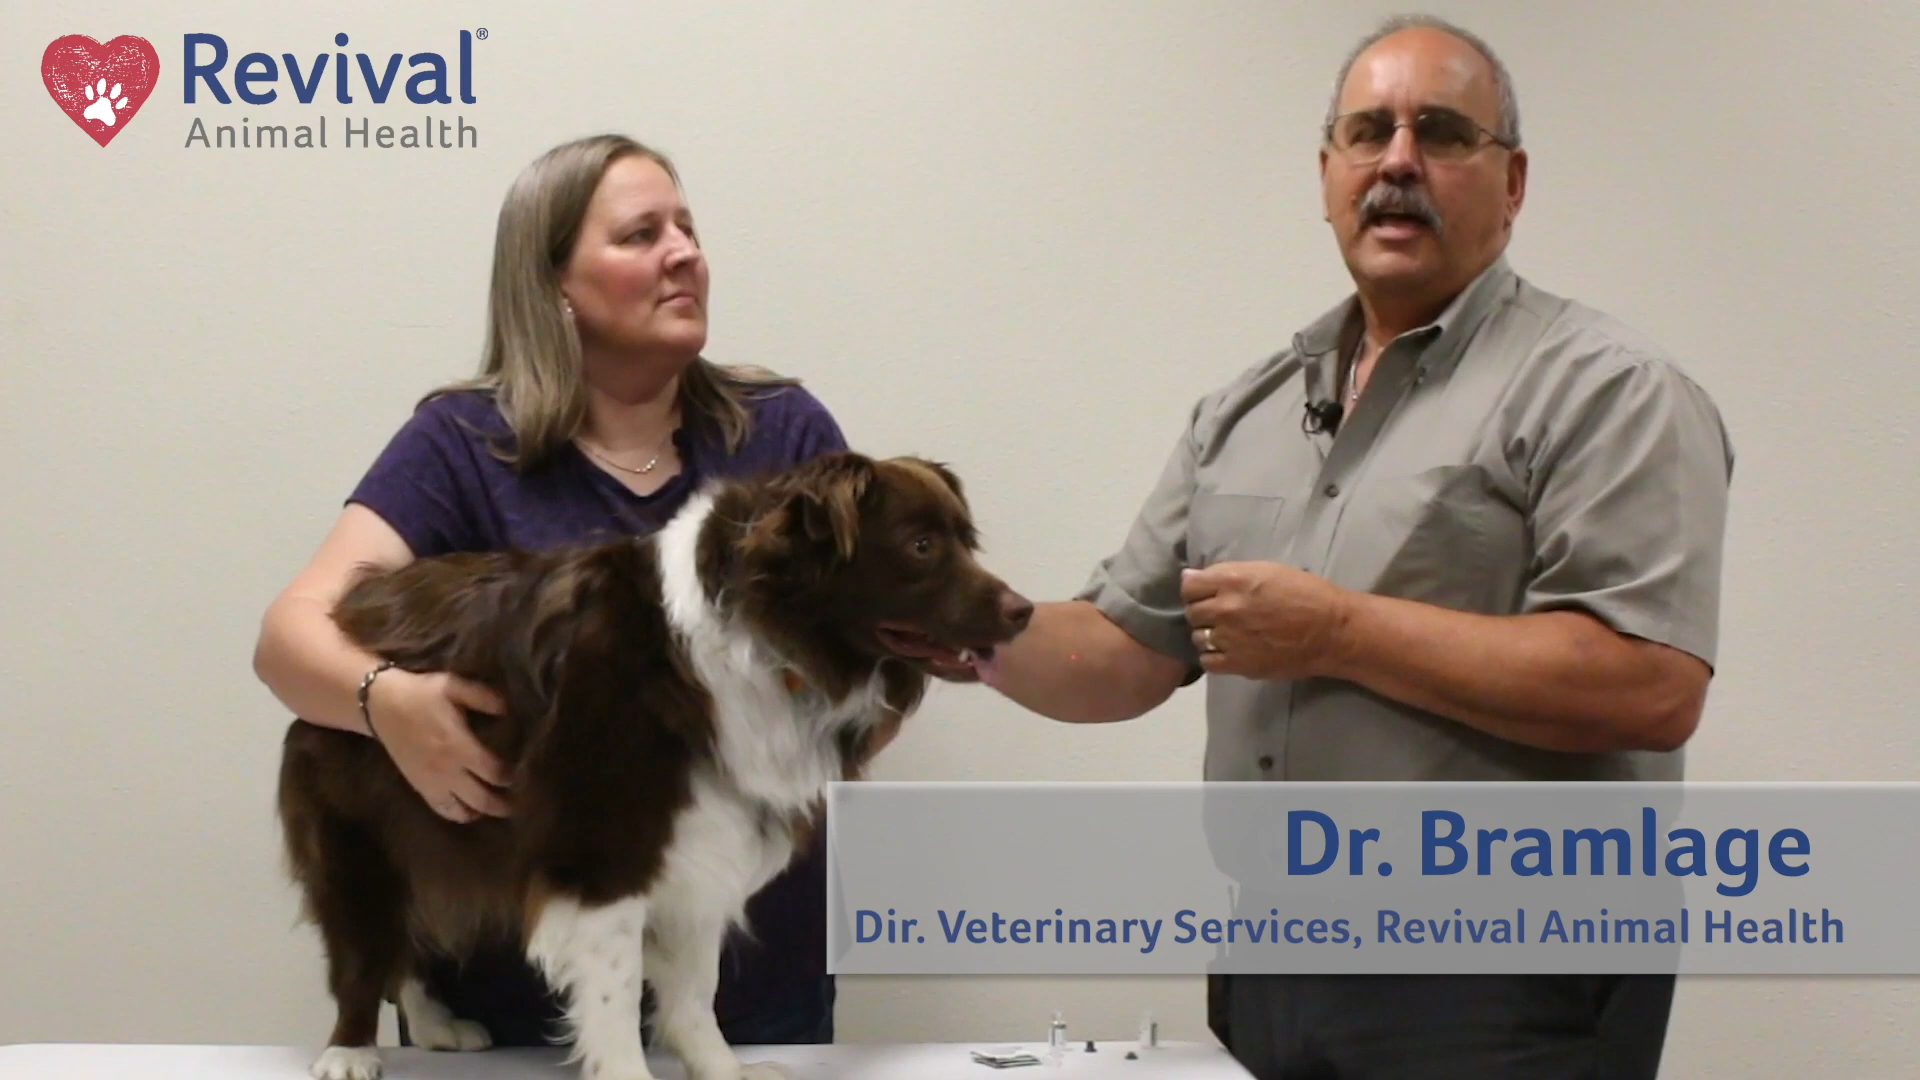 Revival®
Animal Health
Dr. Bramlage
Dir. Veterinary Services, Revival Animal Health